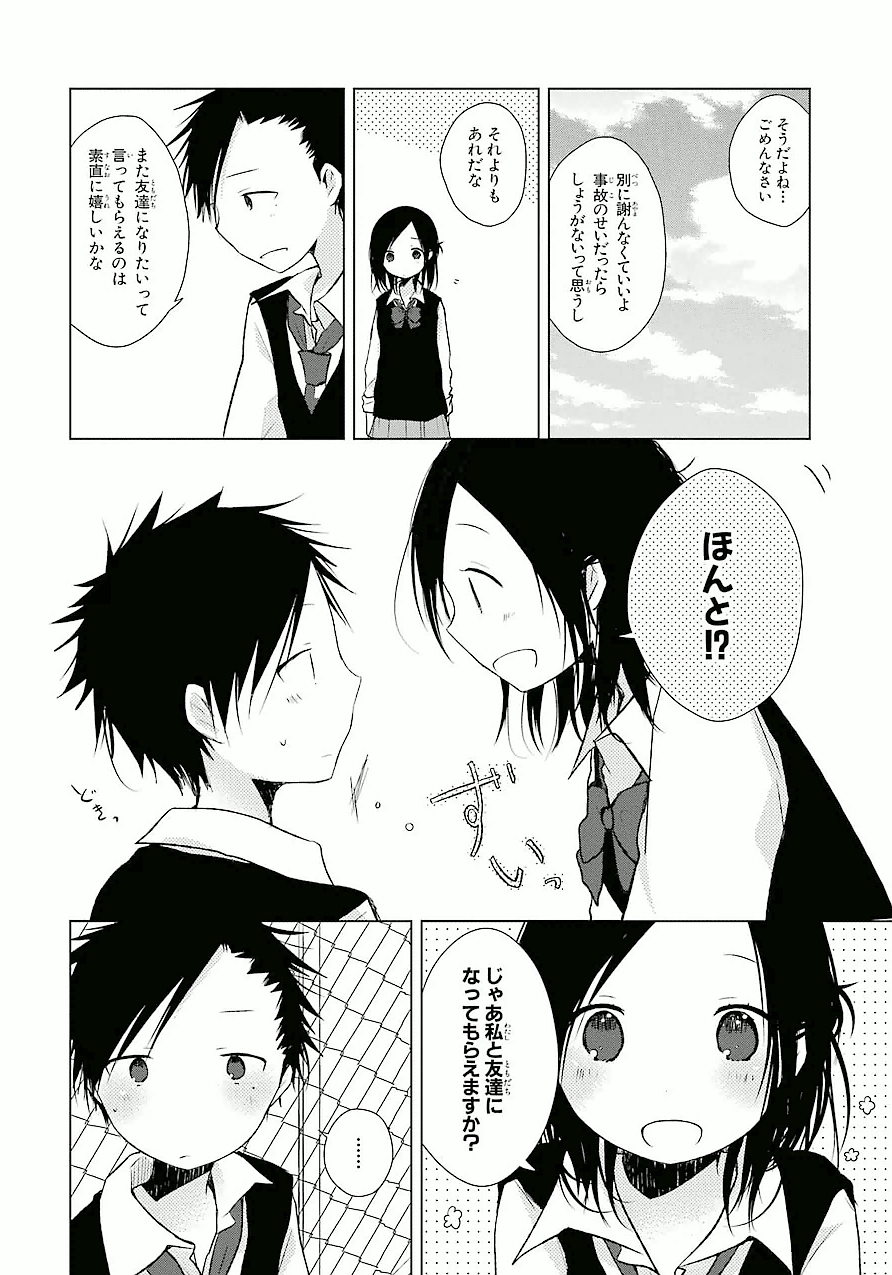 そうだよね…
ごめんなさい
別に謝んなくていいよ
事故のせいだったら
しょうがないって思うし
それよりも
あれだな
また友達になりたいって
言ってもらえるのは
素直に嬉しいかな
ほんと!?
ずいっ
どきっ
じゃあ私と友達に
なってもらえますか?
……